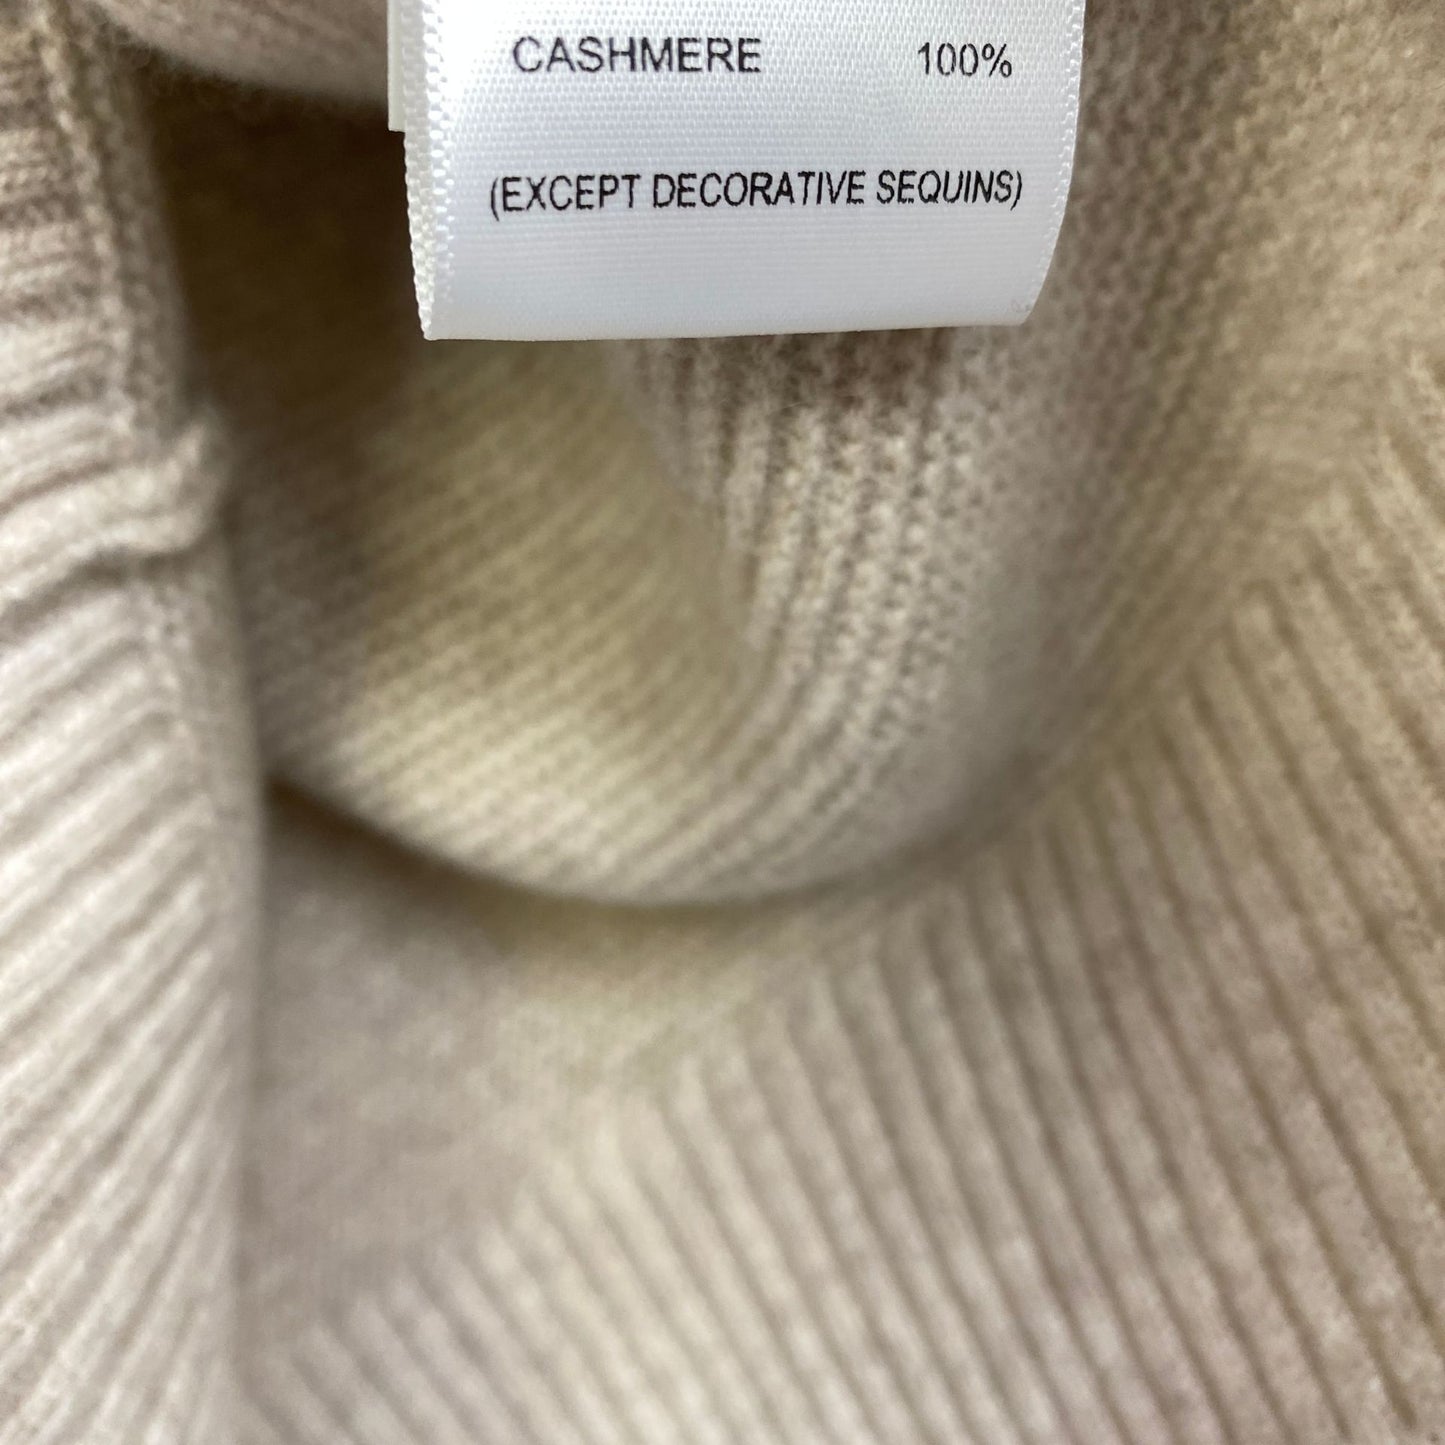 CASHMERE 100%
(EXCEPT DECORATIVE SEQUINS)